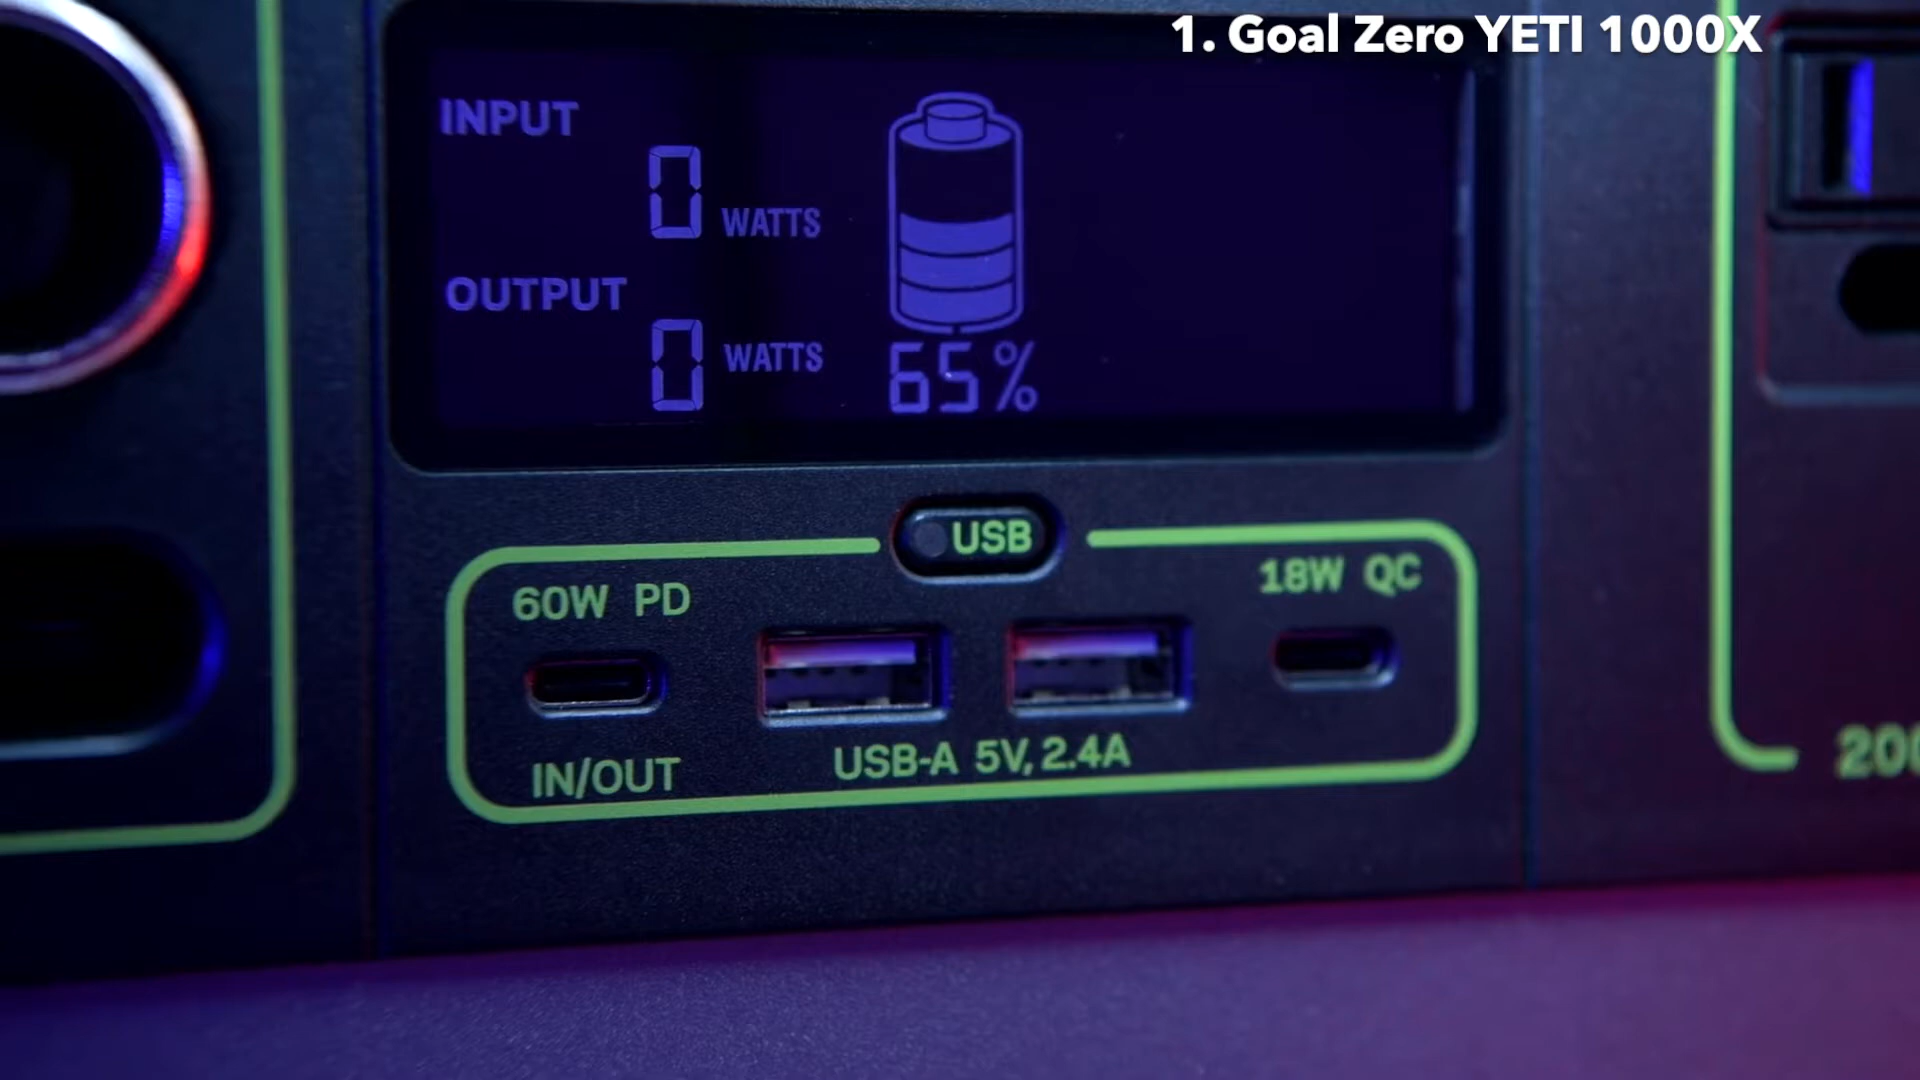 1. Goal Zero YETI 1000X
INPUT
0 WATTS
OUTPUT
0 WATTS
65%
USB
60W PD
18W QC
IN/OUT
USB-A 5V, 2.4A